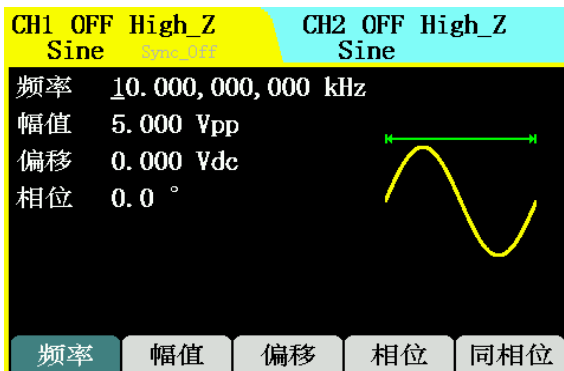 CH1 OFF High_Z
CH2 OFF High_Z
Sine Sync_Off
Sine
频率 10.000,000,000 kHz
幅值 5.000 Vpp
偏移 0.000 Vdc
相位 0.0 °
频率 幅值 偏移 相位 同相位